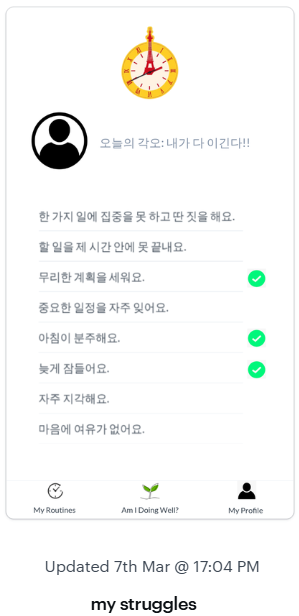 오늘의 각오: 내가 다 이긴다!!
한 가지 일에 집중을 못 하고 딴 짓을 해요.
할 일을 제 시간 안에 못 끝내요.
무리한 계획을 세워요.
중요한 일정을 자주 잊어요.
아침이 분주해요.
늦게 잠들어요.
자주 지각해요.
마음에 여유가 없어요.
My Routines
Am I Doing Well?
My Profile
Updated 7th Mar @ 17:04 PM
my struggles